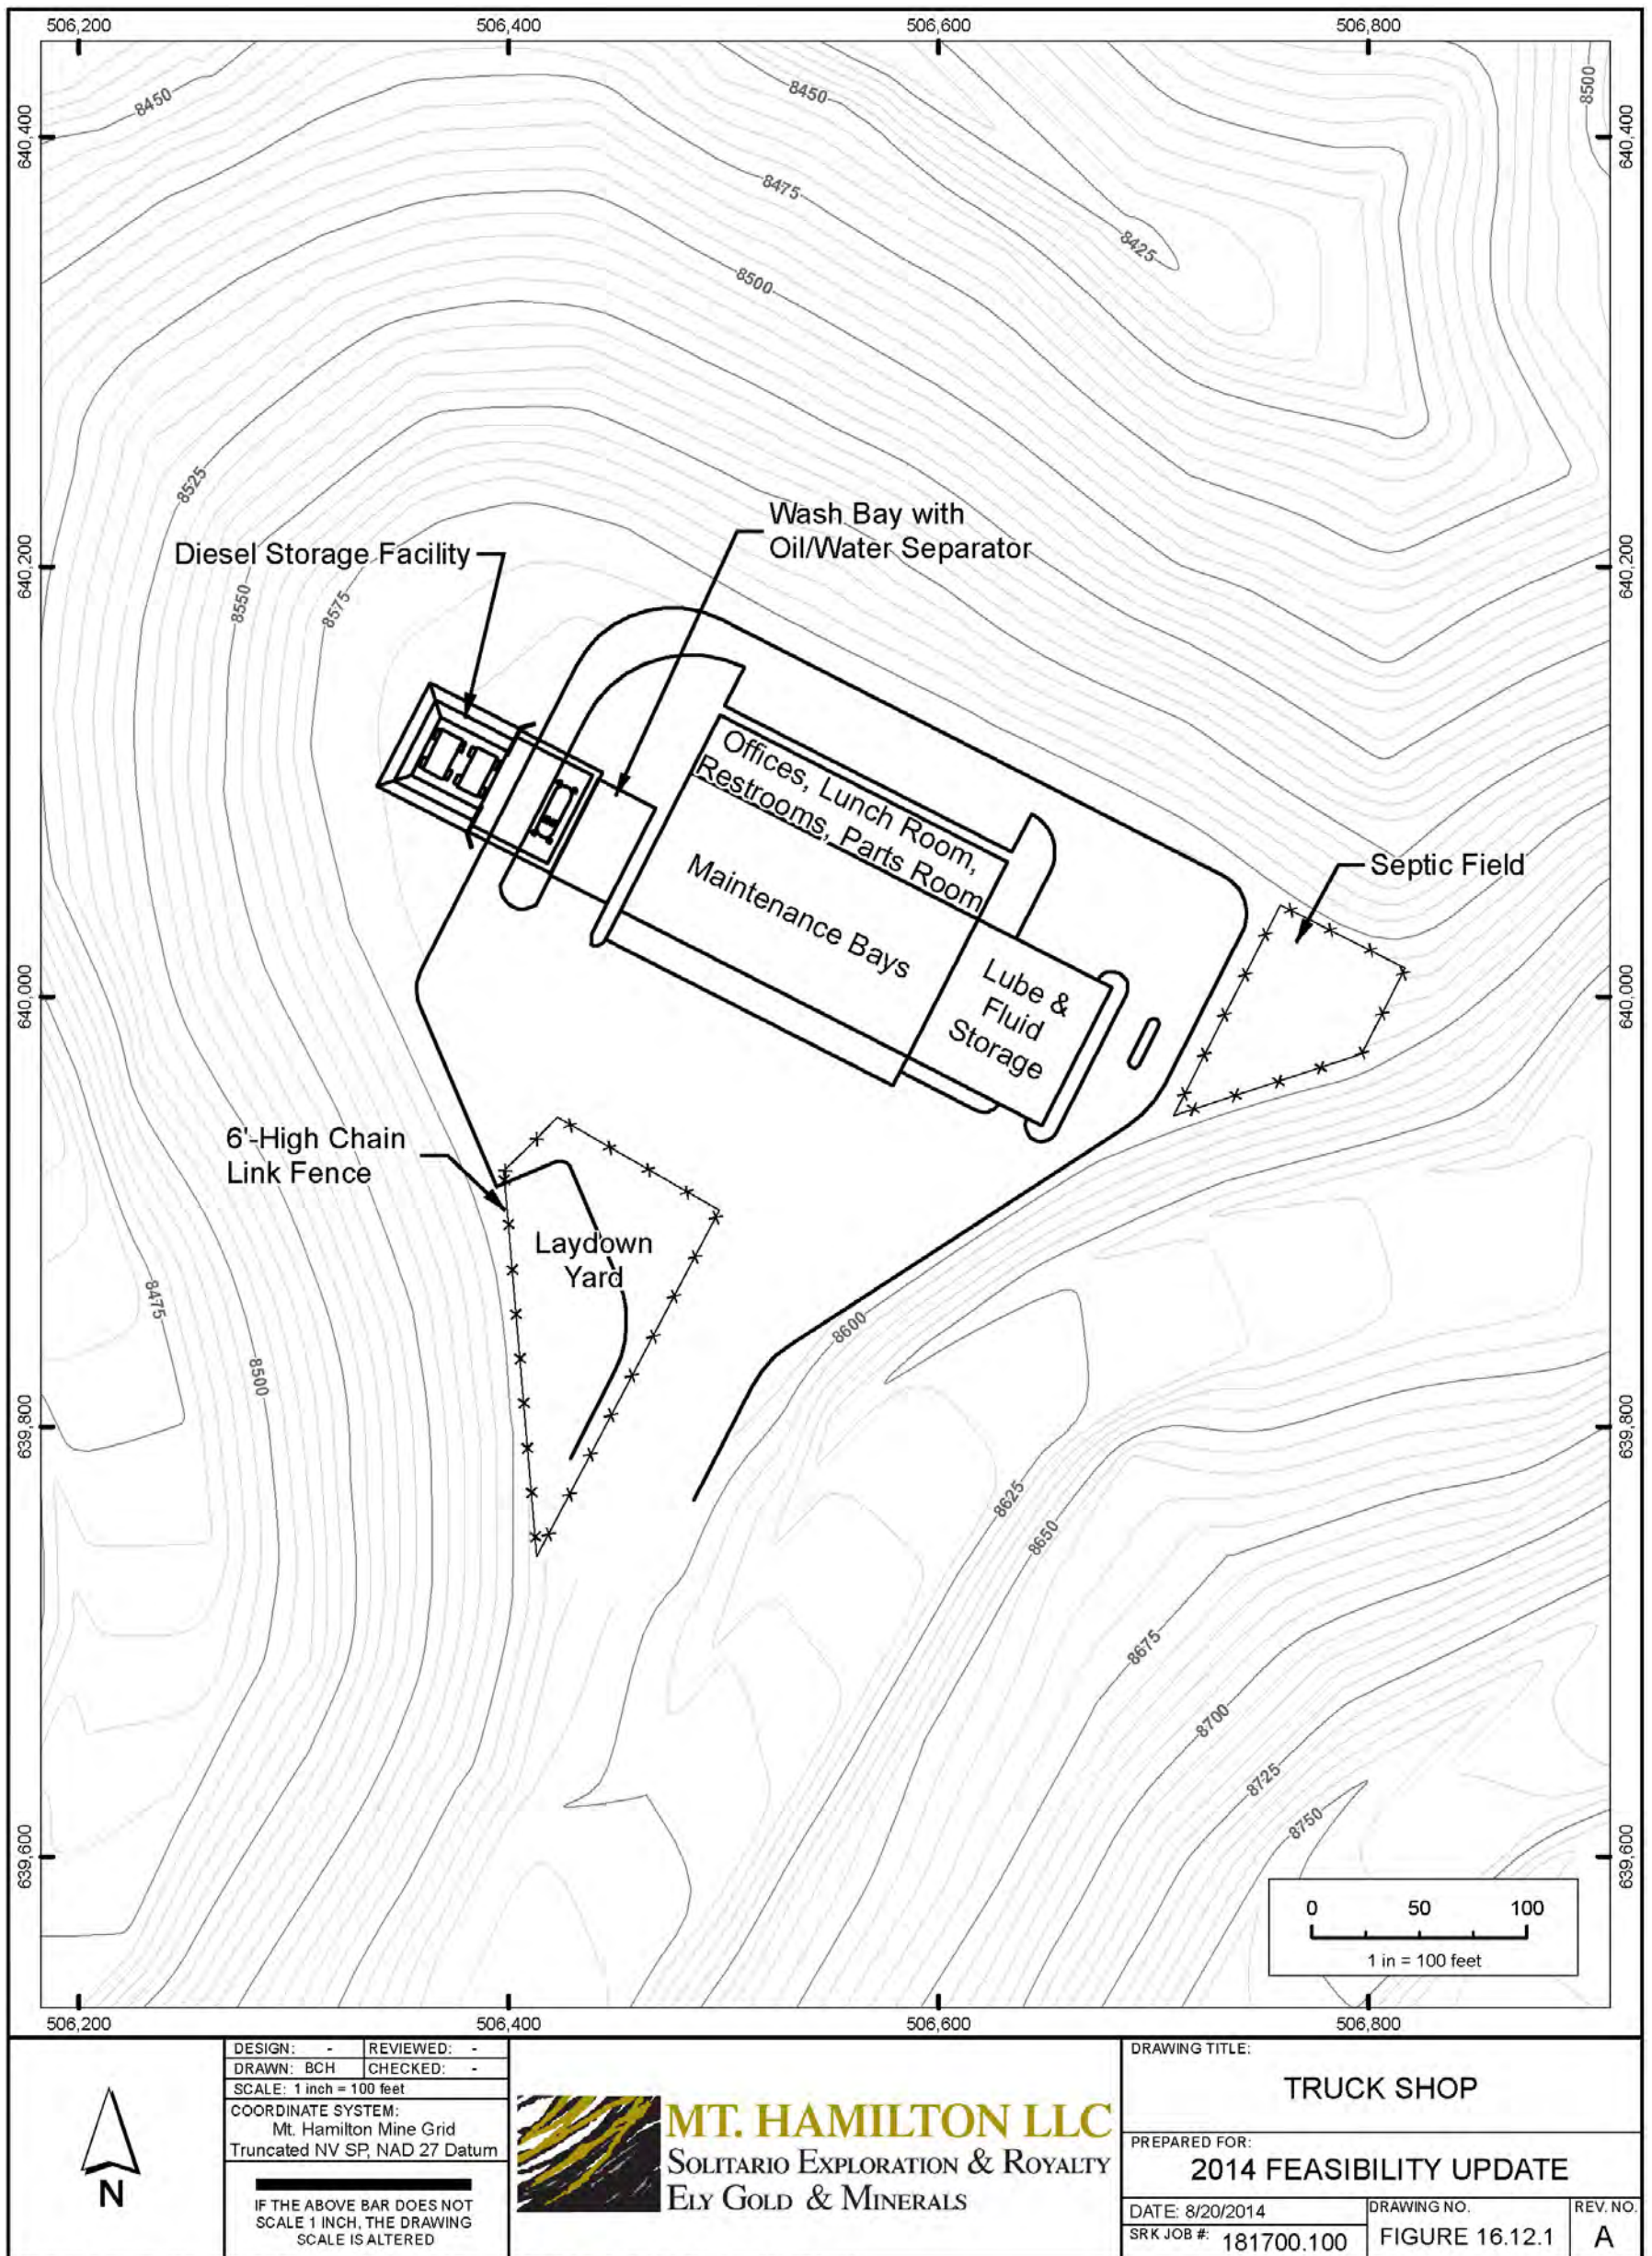 506,200
506,400
506,600
506,800
8450
8450
8500
640,400
640,400
8475
8425
8500
8525
Wash Bay with
Oil/Water Separator
Diesel Storage Facility
640,200
640,200
8550
8575
Offices, Lunch Room,
Restrooms, Parts Room
Septic Field
Maintenance Bays
Lube &
Fluid
Storage
640,000
640,000
6'-High Chain
Link Fence
Laydown
Yard
8475
8600
8500
639,800
639,800
8625
8650
8675
8700
8725
8750
639,600
639,600
0
50
100
1 in = 100 feet
506,200
506,400
506,600
506,800
N
DESIGN: -
REVIEWED: -
DRAWN: BCH
CHECKED: -
SCALE: 1 inch = 100 feet
COORDINATE SYSTEM:
Mt. Hamilton Mine Grid
Truncated NV SP, NAD 27 Datum
IF THE ABOVE BAR DOES NOT
SCALE 1 INCH, THE DRAWING
SCALE IS ALTERED
MT. HAMILTON LLC
SOLITARIO EXPLORATION & ROYALTY
ELY GOLD & MINERALS
DRAWING TITLE:
TRUCK SHOP
PREPARED FOR:
2014 FEASIBILITY UPDATE
DATE: 8/20/2014
SRK JOB #: 181700.100
DRAWING NO.
FIGURE 16.12.1
REV. NO.
A